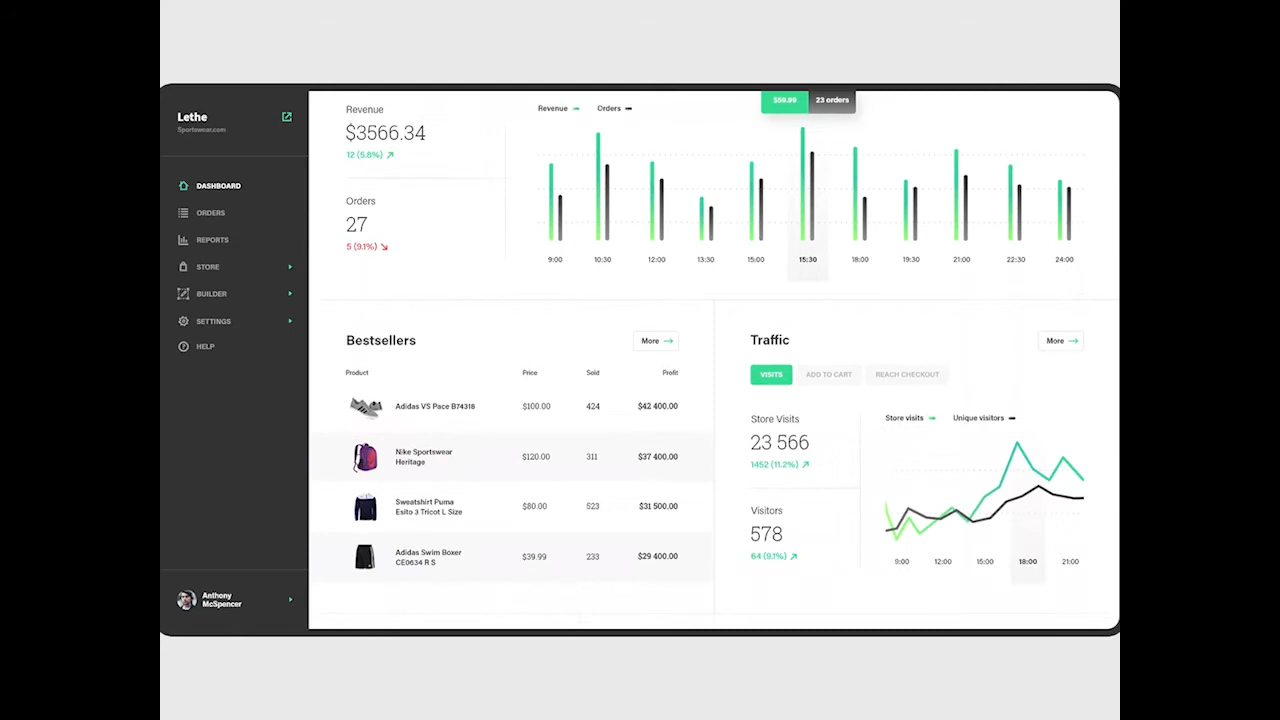 Lethe
Sportswear.com
DASHBOARD
ORDERS
REPORTS
STORE
BUILDER
SETTINGS
HELP
Anthony
McSpencer
Revenue
$3566.34
12 (5.8%)
Orders
27
5 (9.1%)
Revenue
Orders
$59.99
23 orders
9:00
10:30
12:00
13:30
15:00
15:30
18:00
19:30
21:00
22:30
24:00
Bestsellers
More
Product Price Sold Profit
Adidas VS Pace B74318 $100.00 424 $42 400.00
Nike Sportswear
Heritage
$120.00 311 $37 400.00
Sweatshirt Puma
Esito 3 Tricot L Size
$80.00 523 $31 500.00
Adidas Swim Boxer
CE0634 R S
$39.99 233 $29 400.00
Traffic
More
VISITS
ADD TO CART
REACH CHECKOUT
Store Visits
23 566
1452 (11.2%)
Visitors
578
64 (9.1%)
Store visits
Unique visitors
9:00
12:00
15:00
18:00
21:00